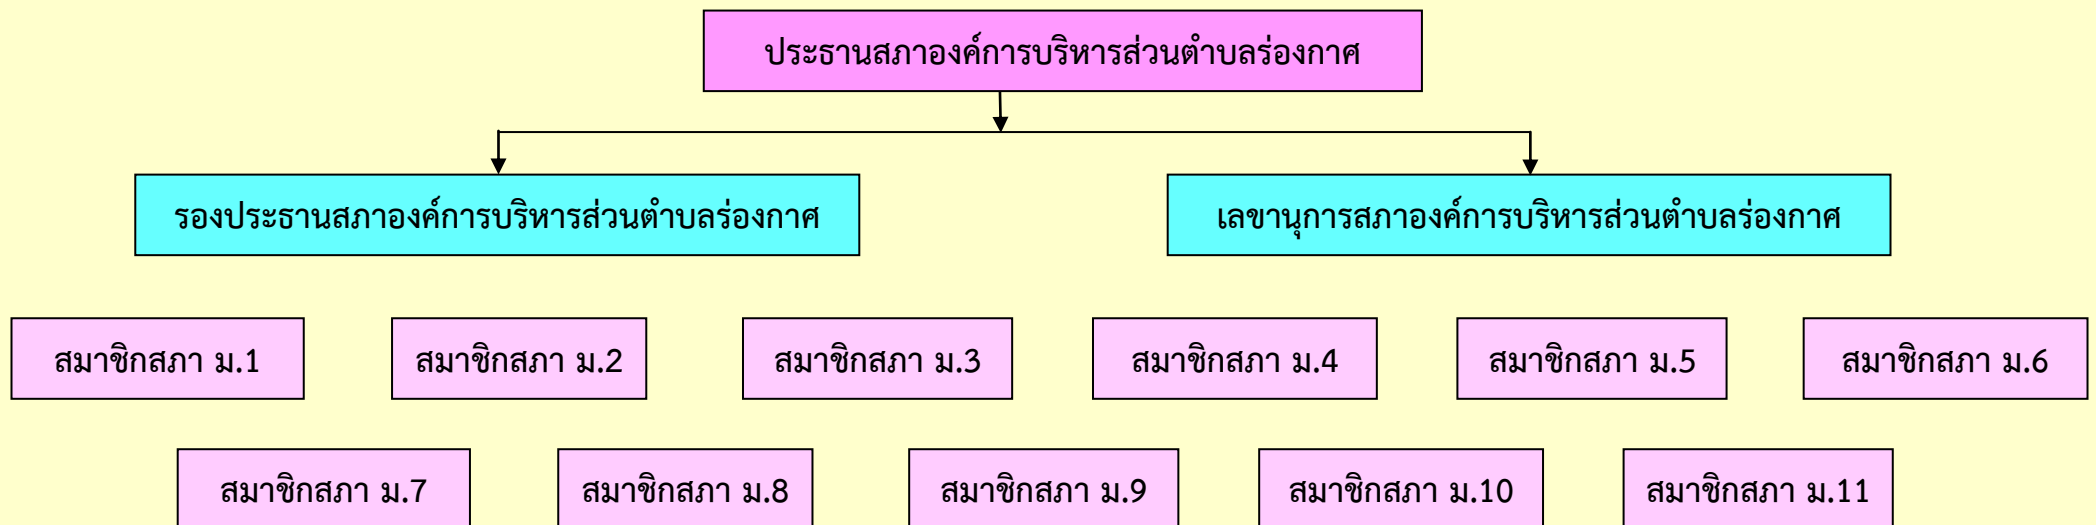 ประธานสภาองค์การบริหารส่วนตำบลร่องกาศ
รองประธานสภาองค์การบริหารส่วนตำบลร่องกาศ
เลขานุการสภาองค์การบริหารส่วนตำบลร่องกาศ
สมาชิกสภา ม.1
สมาชิกสภา ม.2
สมาชิกสภา ม.3
สมาชิกสภา ม.4
สมาชิกสภา ม.5
สมาชิกสภา ม.6
สมาชิกสภา ม.7
สมาชิกสภา ม.8
สมาชิกสภา ม.9
สมาชิกสภา ม.10
สมาชิกสภา ม.11